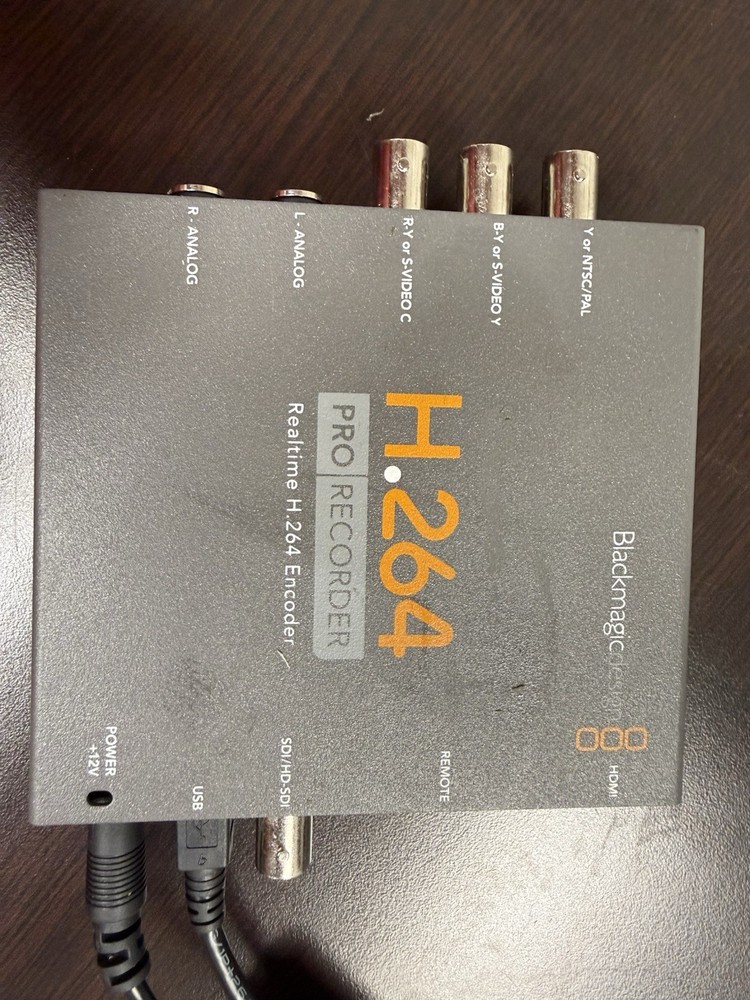 Blackmagicdesign
HDMI
Y or NTSC/PAL
B-Y or S-VIDEO Y
R-Y or S-VIDEO C
L - ANALOG
R - ANALOG
H.264
PRO RECORDER
Realtime H.264 Encoder
REMOTE
SDI/HD-SDI
USB
POWER
+12V